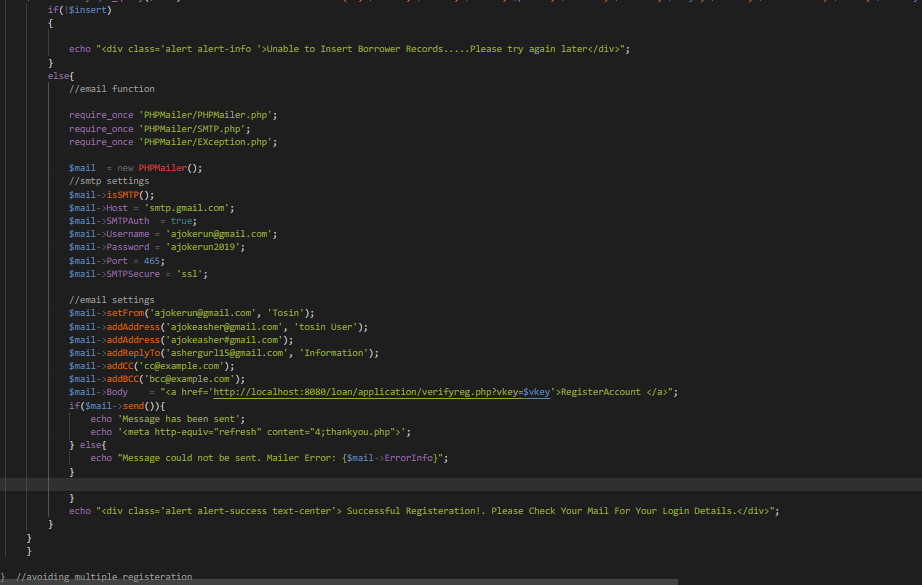 if(!$insert)
{
echo "<div class='alert alert-info '>Unable to Insert Borrower Records.....Please try again later</div>";
}
else{
//email function
require_once 'PHPMailer/PHPMailer.php';
require_once 'PHPMailer/SMTP.php';
require_once 'PHPMailer/EXception.php';
$mail  = new PHPMailer();
//smtp settings
$mail->isSMTP();
$mail->Host = 'smtp.gmail.com';
$mail->SMTPAuth  = true;
$mail->Username = 'ajokerun@gmail.com';
$mail->Password = 'ajokerun2019';
$mail->Port = 465;
$mail->SMTPSecure = 'ssl';
//email settings
$mail->setFrom('ajokerun@gmail.com', 'Tosin');
$mail->addAddress('ajokeasher@gmail.com', 'tosin User');
$mail->addAddress('ajokeasher#gmail.com');
$mail->addReplyTo('ashergurl15@gmail.com', 'Information');
$mail->addCC('cc@example.com');
$mail->addBCC('bcc@example.com');
$mail->Body    = "<a href='http://localhost:8080/loan/application/verifyreg.php?vkey=$vkey'>RegisterAccount </a>";
if($mail->send()){
echo 'Message has been sent';
echo '<meta http-equiv="refresh" content="4;thankyou.php">';
} else{
echo "Message could not be sent. Mailer Error: {$mail->ErrorInfo}";
}
}
echo "<div class='alert alert-success text-center'> Successful Registeration!. Please Check Your Mail For Your Login Details.</div>";
}
}
}
} //avoiding multiple registeration